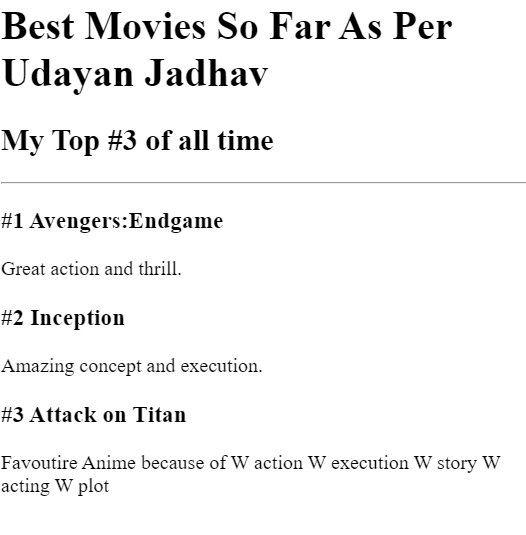 Best Movies So Far As Per
Udayan Jadhav
My Top #3 of all time
#1 Avengers:Endgame
Great action and thrill.
#2 Inception
Amazing concept and execution.
#3 Attack on Titan
Favoutire Anime because of W action W execution W story W
acting W plot